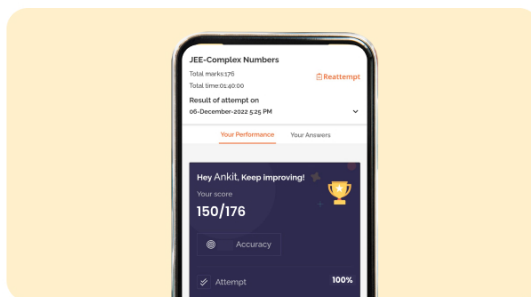 JEE-Complex Numbers
Total marks:176
Reattempt
Total time:01:40:00
Result of attempt on
06-December-2022 5:25 PM
Your Performance Your Answers
Hey Ankit, Keep improving!
Your score
150/176
Accuracy
Attempt 100%